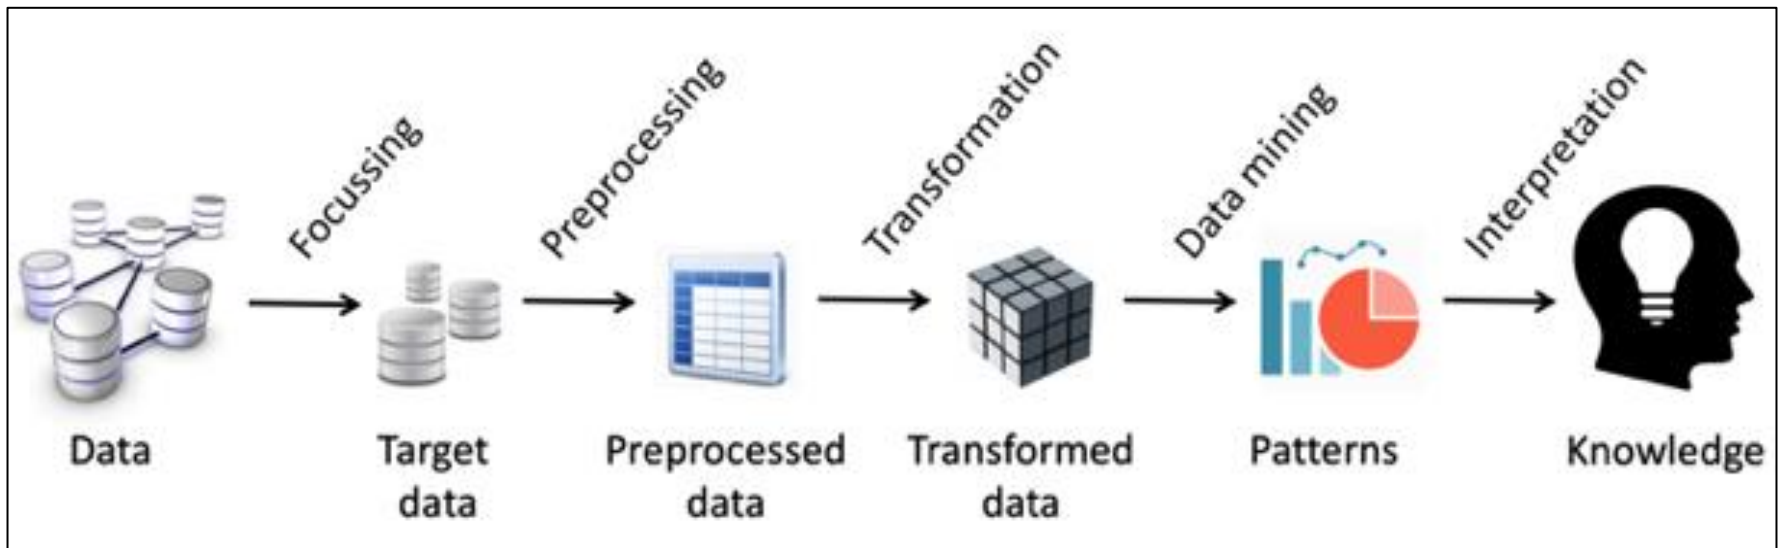 Focussing
Preprocessing
Transformation
Data mining
Interpretation
Data
Target
data
Preprocessed
data
Transformed
data
Patterns
Knowledge